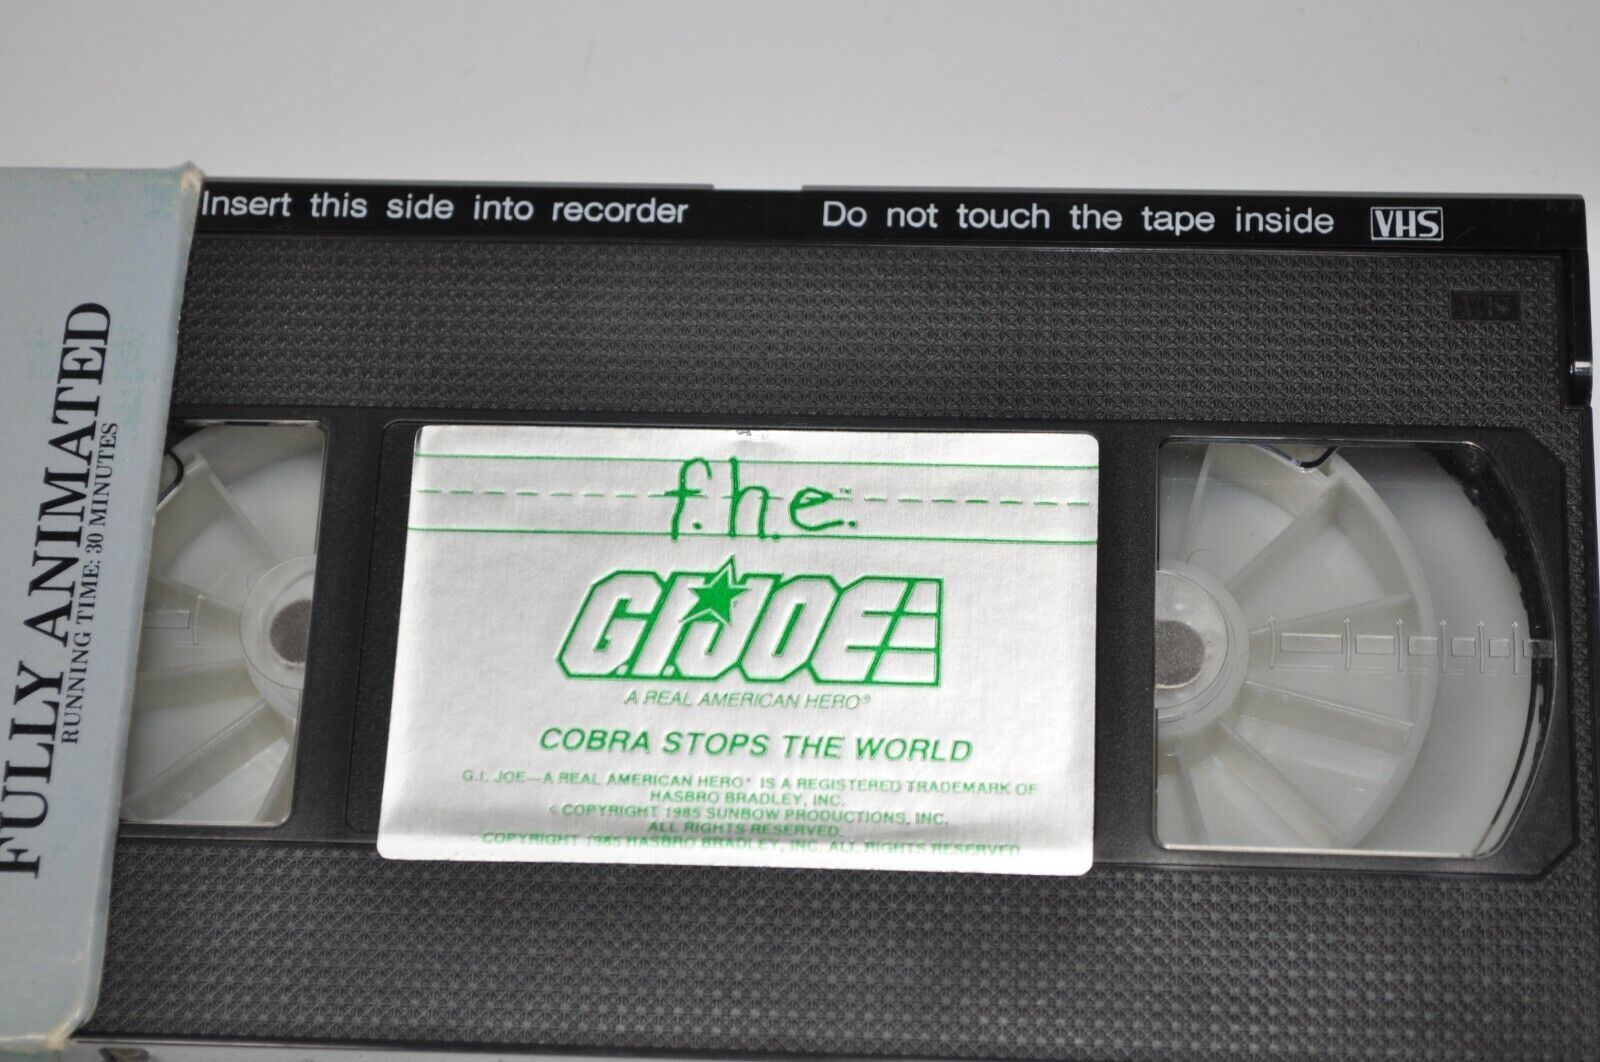 Insert this side into recorder
Do not touch the tape inside VHS
VHS
FULLY ANIMATED
RUNNING TIME: 30 MINUTES
f.h.e.™
G.I. JOE
A REAL AMERICAN HERO®
COBRA STOPS THE WORLD
G.I. JOE—A REAL AMERICAN HERO® IS A REGISTERED TRADEMARK OF
HASBRO BRADLEY, INC.
© COPYRIGHT 1985 SUNBOW PRODUCTIONS, INC.
ALL RIGHTS RESERVED.
COPYRIGHT 1985 HASBRO BRADLEY, INC. ALL RIGHTS RESERVED